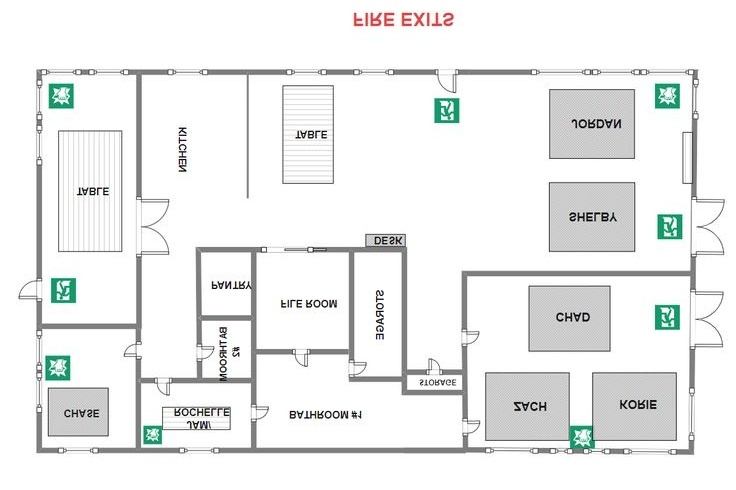 FIRE EXITS
KITCHEN
TABLE
JORDAN
TABLE
SHELBY
DESK
PANTRY
FILE ROOM
STORAGE
CHAD
BATHROOM
#2
STORAGE
CHASE
JAM/
ROCHELLE
BATHROOM #1
ZACH
KORIE